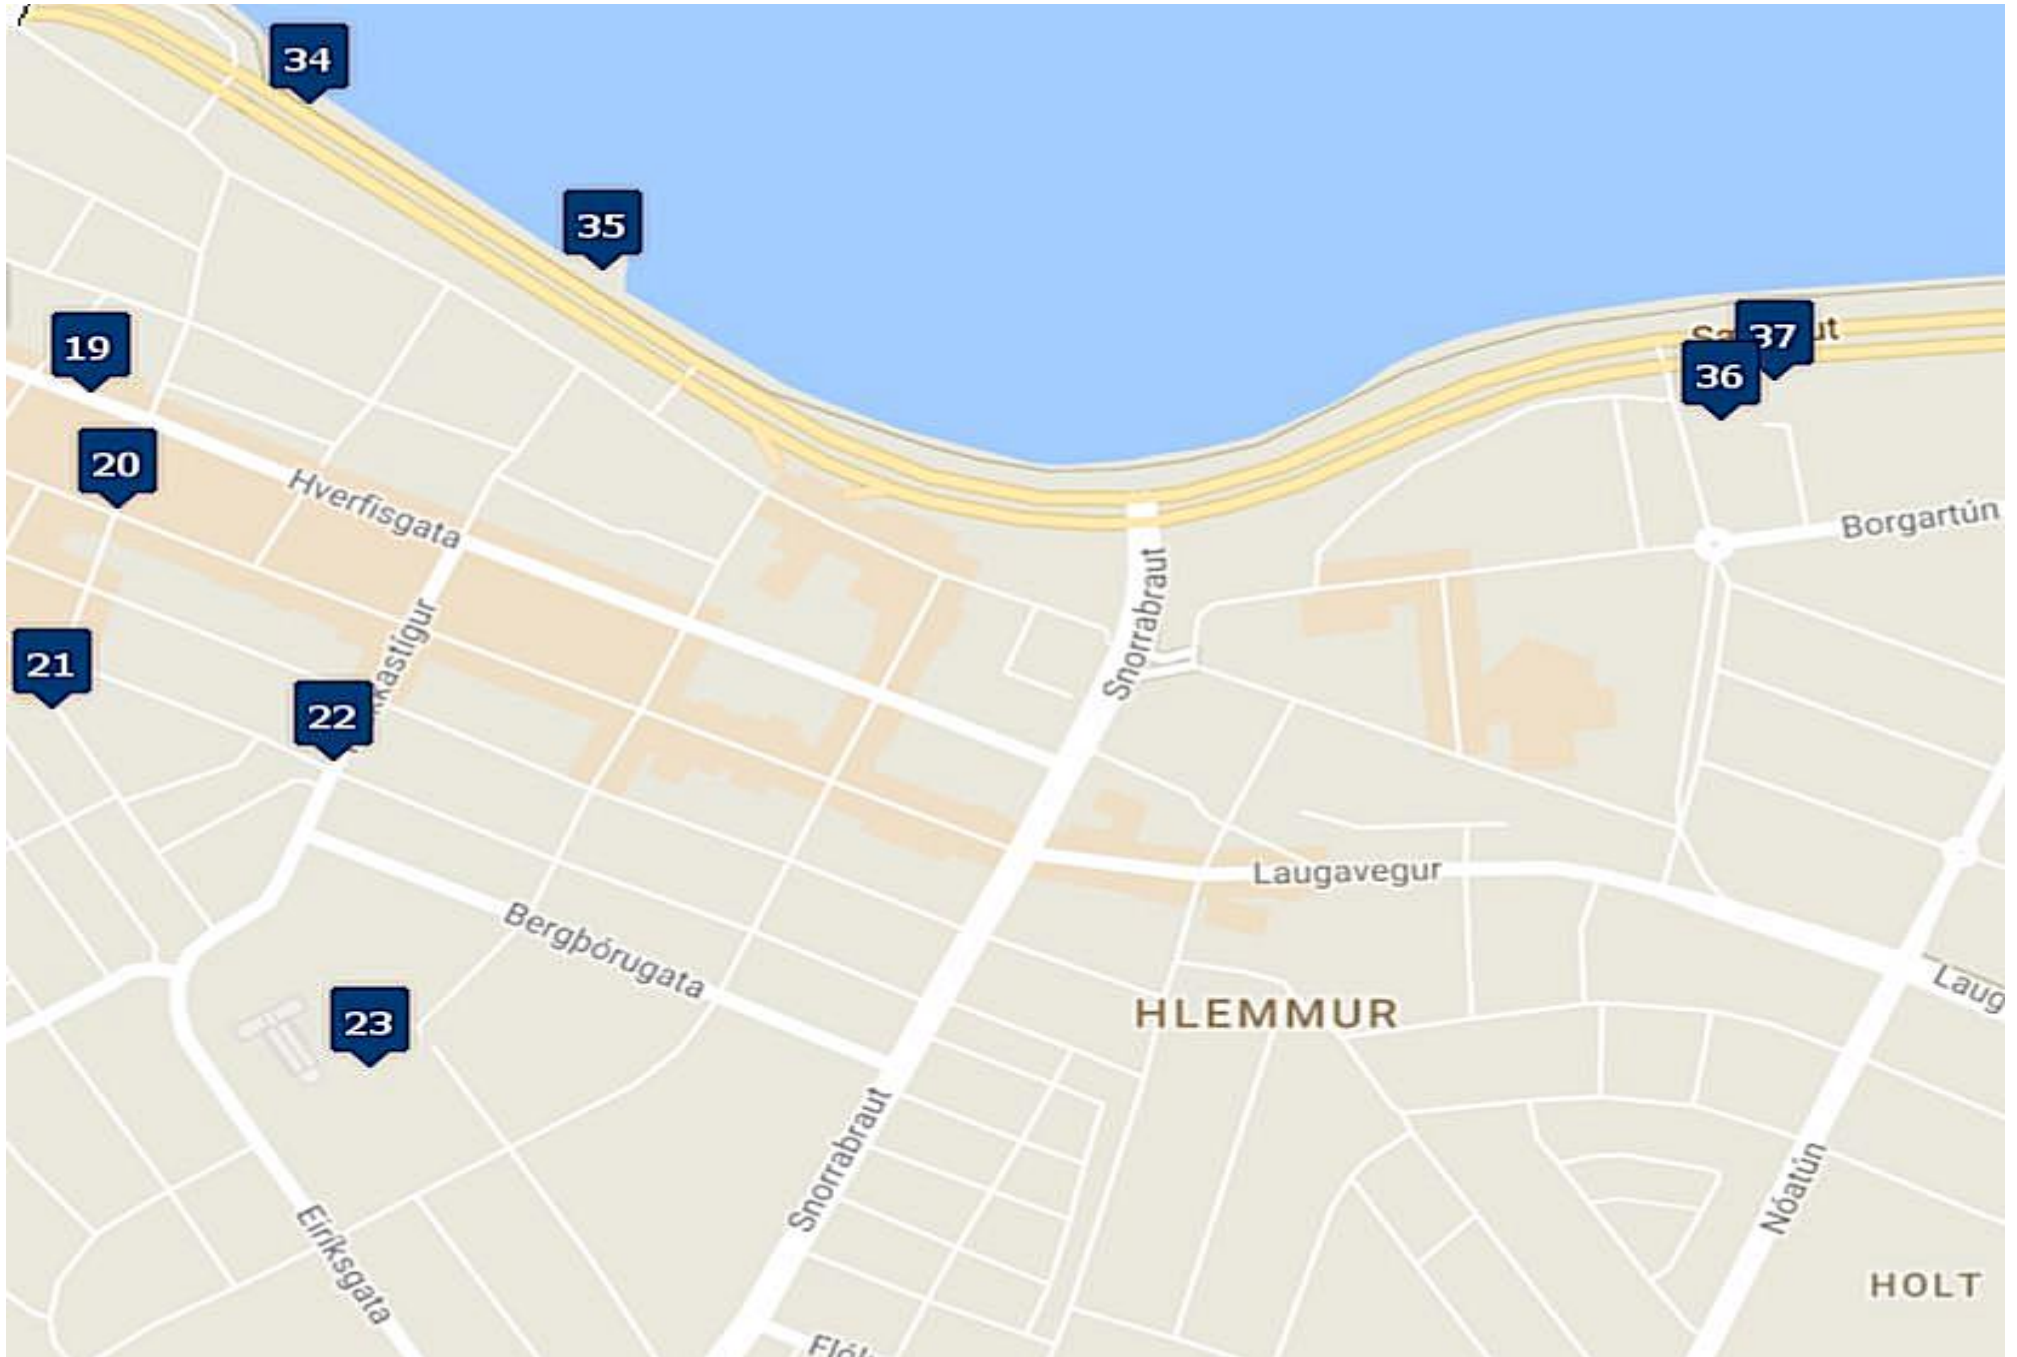 34
35
19
37
36
20
Hverfisgata
Borgartún
Snorrabraut
21
22
Laugavegur
Bergþórugata
23
HLEMMUR
Laug
Snorrabraut
Nóatún
Eiríksgata
HOLT